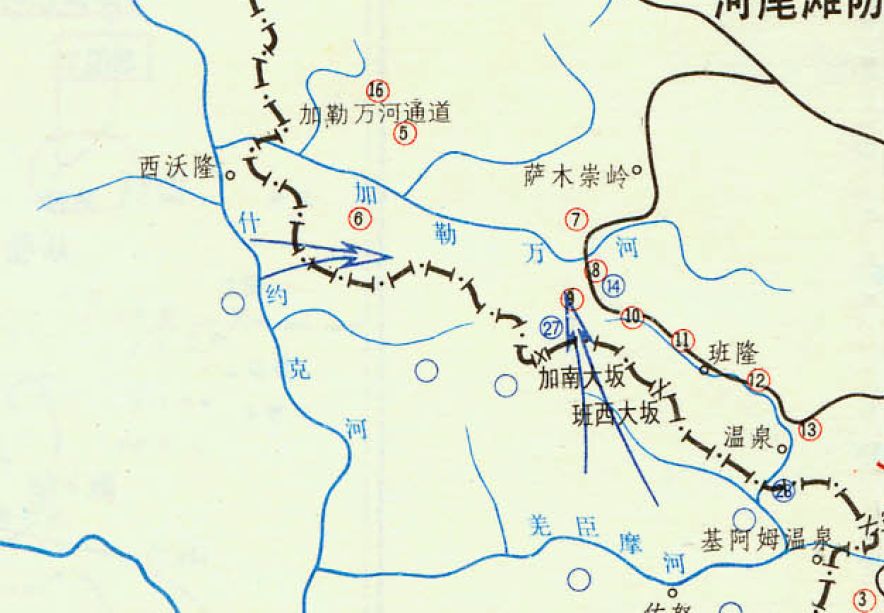 河尾滩防
16
加勒万河通道
5
西沃隆
萨木崇岭
加勒万河
6
7
什约克河
8
14
9
10
27
11
班隆
加南大坂
12
班西大坂
13
温泉
28
羌臣摩河
基阿姆温泉
3